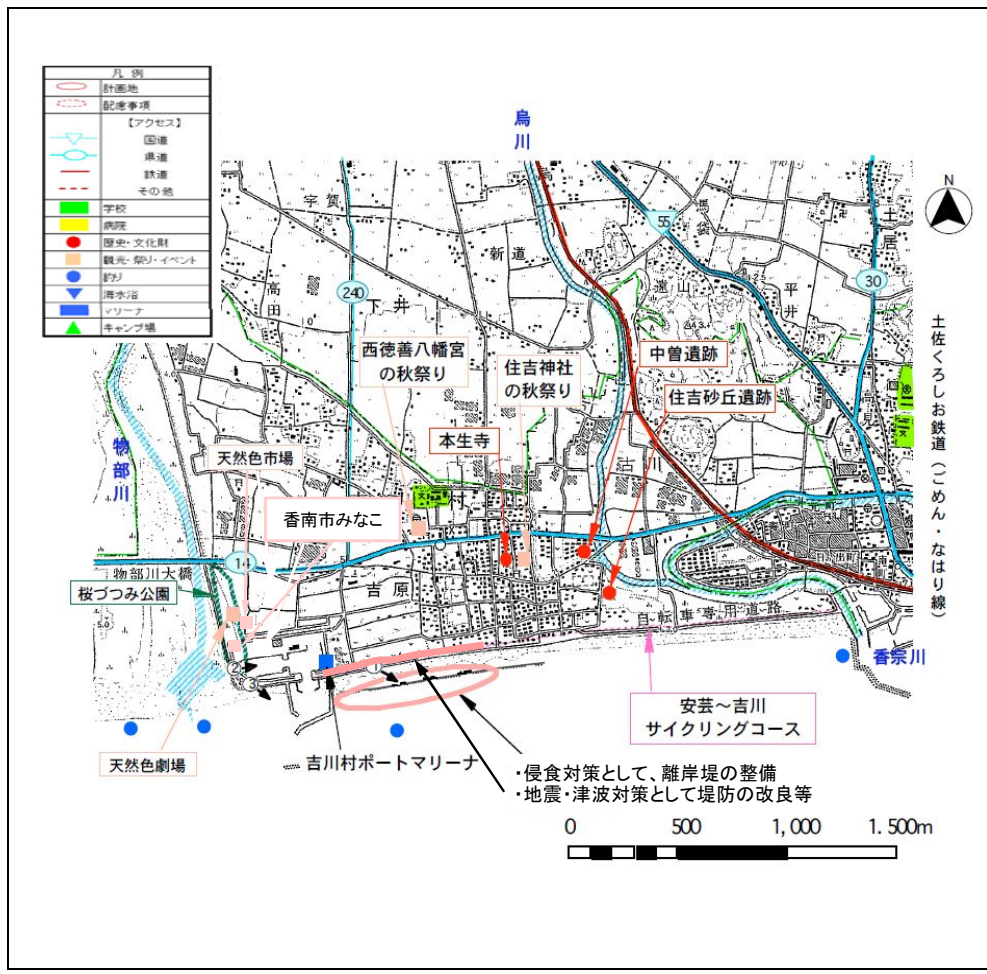 凡例
計画地
配慮事項
【アクセス】
国道
県道
鉄道
その他
学校
病院
歴史・文化財
観光・祭り・イベント
釣り
海水浴
マリーナ
キャンプ場
烏川
N
宇賀
新道
遠山
平井
土居
55
30
240
高田
下井
西徳善八幡宮
の秋祭り
住吉神社
の秋祭り
中曽遺跡
住吉砂丘遺跡
本生寺
土佐くろしお鉄道(ごめん・なはり線)
物部川
天然色市場
香南市みなこ
古川
14
物部川大橋
桜づつみ公園
吉原
自転車専用道路
香宗川
2
3
1
安芸~吉川
サイクリングコース
天然色劇場
吉川村ポートマリーナ
・侵食対策として、離岸堤の整備
・地震・津波対策として堤防の改良等
0 500 1,000 1.500m